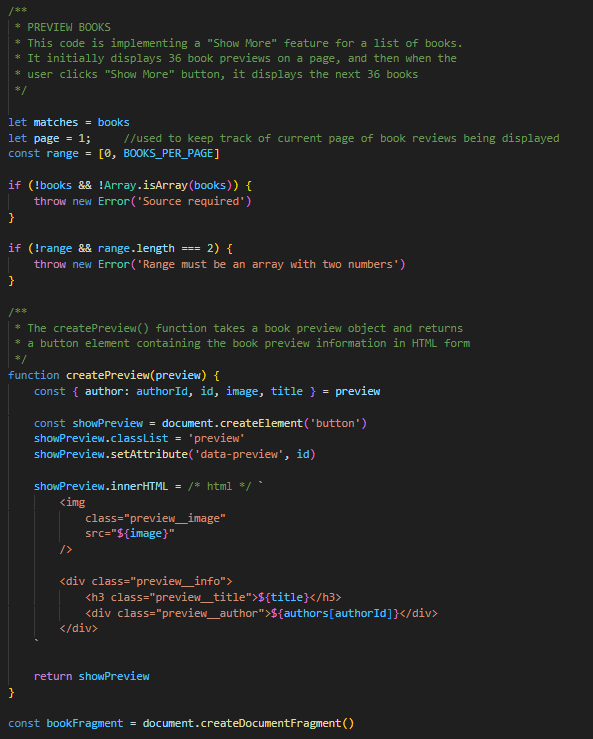 /**
 * PREVIEW BOOKS
 * This code is implementing a "Show More" feature for a list of books.
 * It initially displays 36 book previews on a page, and then when the
 * user clicks "Show More" button, it displays the next 36 books
 */

let matches = books
let page = 1;     //used to keep track of current page of book reviews being displayed
const range = [0, BOOKS_PER_PAGE]

if (!books && !Array.isArray(books)) {
    throw new Error('Source required')
}

if (!range && range.length === 2) {
    throw new Error('Range must be an array with two numbers')
}

/**
 * The createPreview() function takes a book preview object and returns
 * a button element containing the book preview information in HTML form
 */
function createPreview(preview) {
    const { author: authorId, id, image, title } = preview

    const showPreview = document.createElement('button')
    showPreview.classList = 'preview'
    showPreview.setAttribute('data-preview', id)

    showPreview.innerHTML = /* html */ `
        <img
            class="preview__image"
            src="${image}"
        />

        <div class="preview__info">
            <h3 class="preview__title">${title}</h3>
            <div class="preview__author">${authors[authorId]}</div>
        </div>
    `

    return showPreview
}

const bookFragment = document.createDocumentFragment()